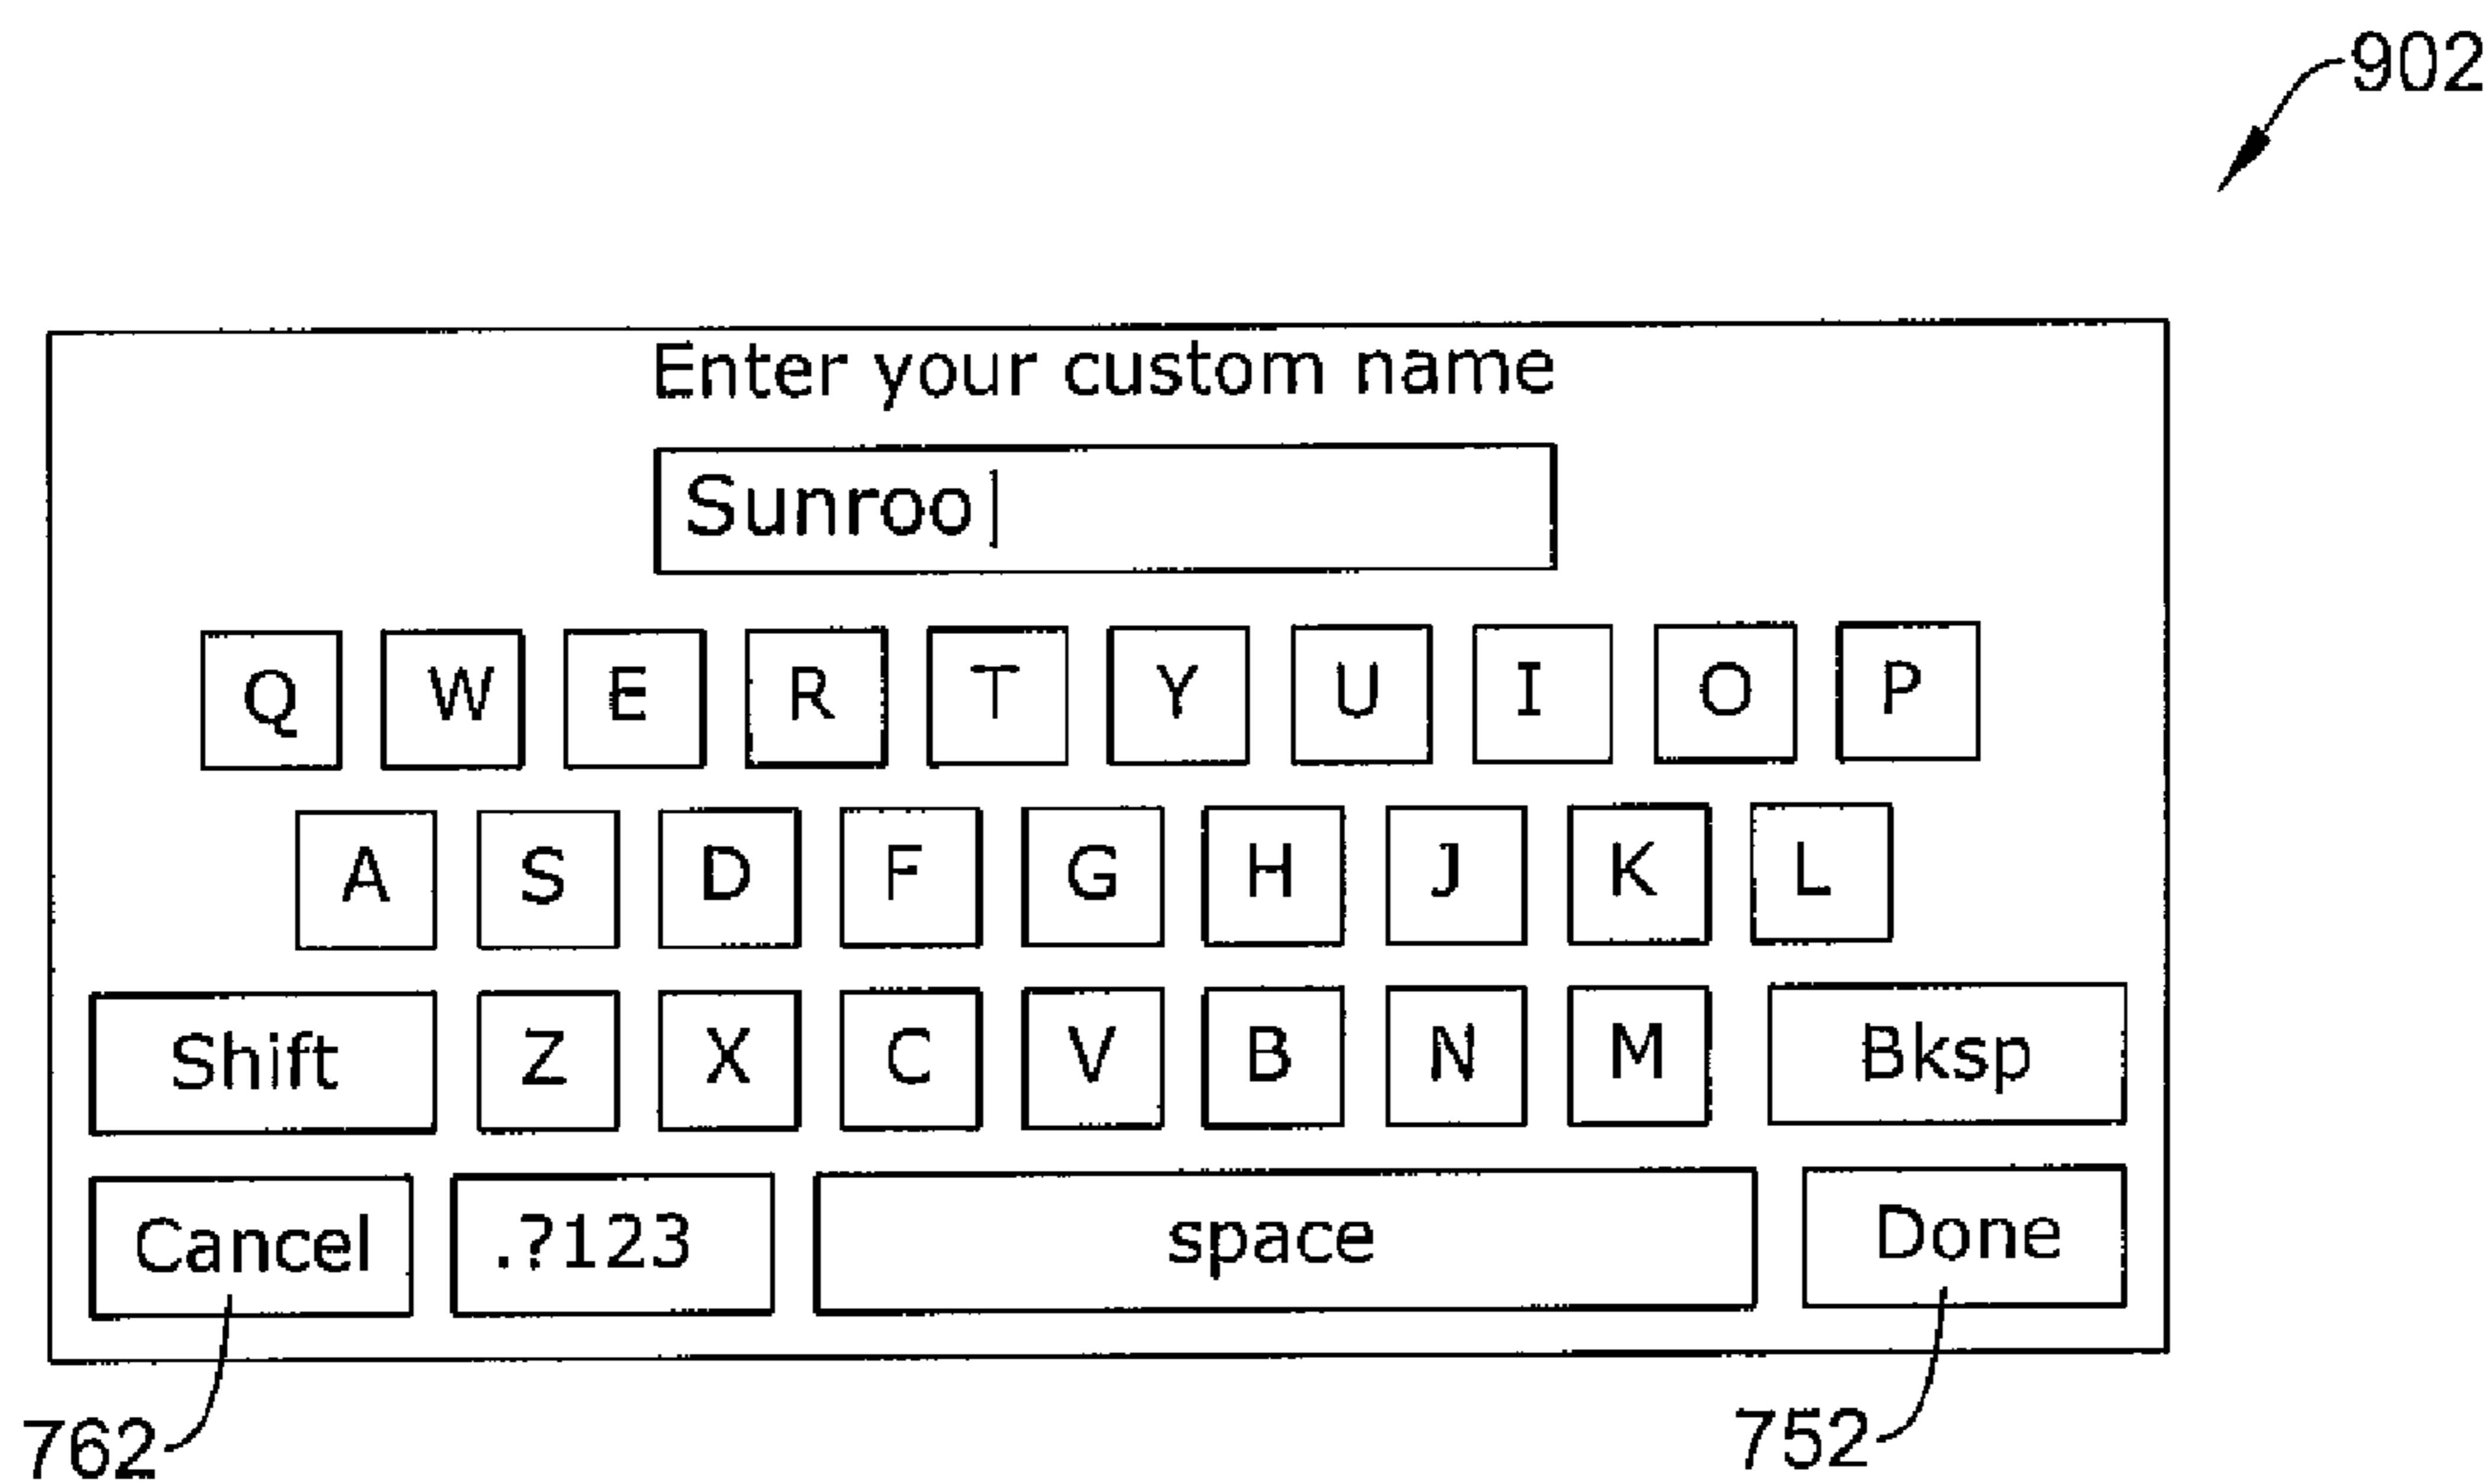 902
Enter your custom name
Sunroo
Q W E R T Y U I O P
A S D F G H J K L
Shift Z X C V B N M Bksp
Cancel .?123 space Done
762 752